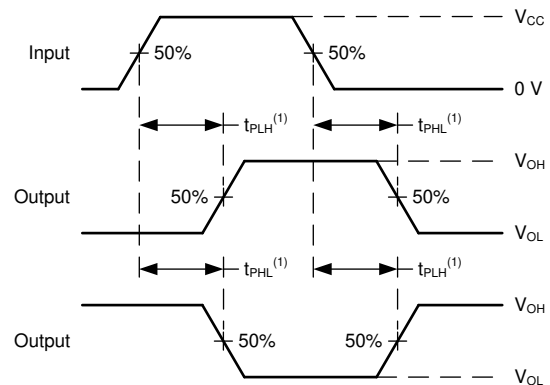 V_CC
Input 50% 50%
0 V
t_PLH^(1) t_PHL^(1)
V_OH
Output 50% 50%
V_OL
t_PHL^(1) t_PLH^(1)
V_OH
Output 50% 50%
V_OL